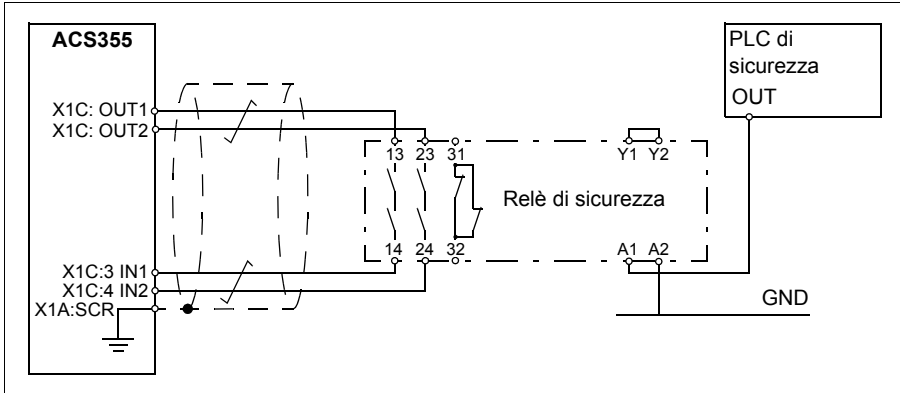 ACS355
PLC di
sicurezza
OUT
X1C: OUT1
X1C: OUT2
13 23 31
Y1 Y2
Relè di sicurezza
14 24 32
A1 A2
X1C:3 IN1
X1C:4 IN2
X1A:SCR
GND